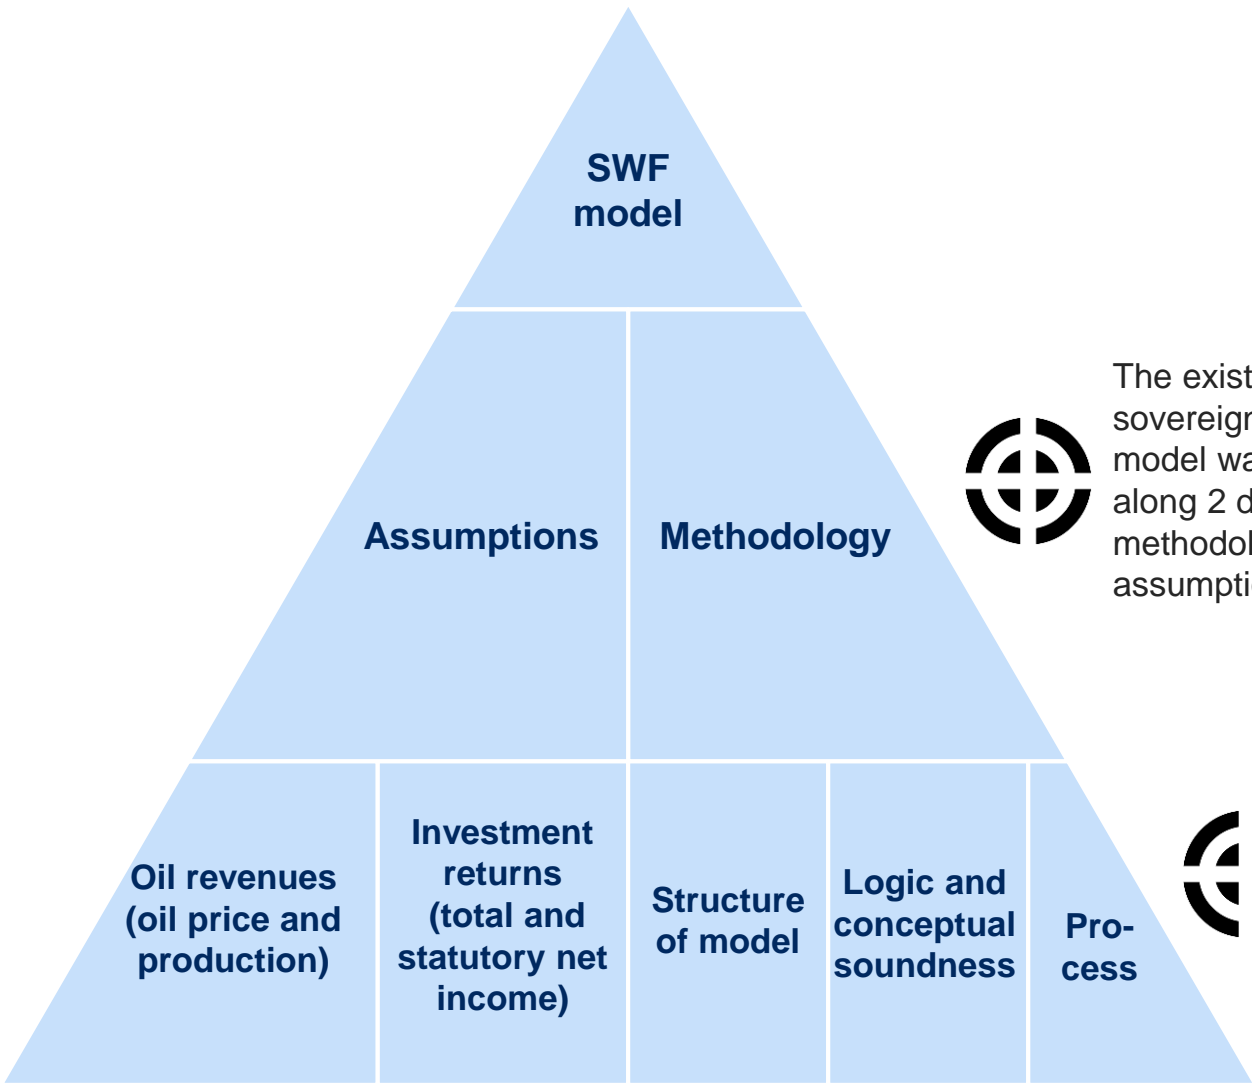 SWF
model
Assumptions
Methodology
The exist
sovereign
model wa
along 2 d
methodol
assumpti
Oil revenues
(oil price and
production)
Investment
returns
(total and
statutory net
income)
Structure
of model
Logic and
conceptual
soundness
Pro-
cess